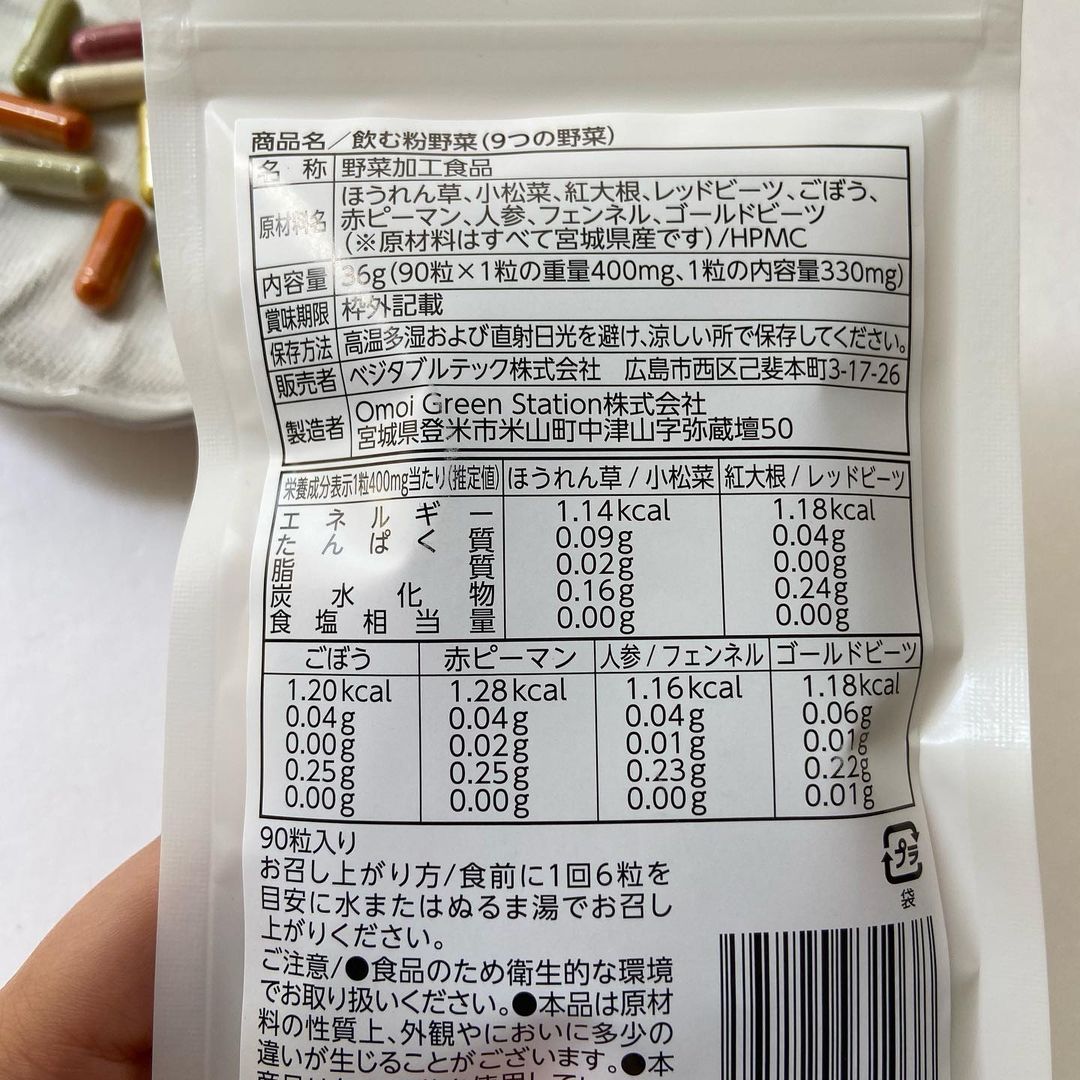 商品名/飲む粉野菜(9つの野菜)
名称 野菜加工食品
原材料名 ほうれん草、小松菜、紅大根、レッドビーツ、ごぼう、
赤ピーマン、人参、フェンネル、ゴールドビーツ
(※原材料はすべて宮城県産です)/HPMC
内容量 36g(90粒×1粒の重量400mg、1粒の内容量330mg)
賞味期限 枠外記載
保存方法 高温多湿および直射日光を避け、涼しい所で保存してください。
販売者 ベジタブルテック株式会社 広島市西区己斐本町3-17-26
製造者 Omoi Green Station株式会社
宮城県登米市米山町中津山字弥蔵壇50
栄養成分表示1粒400mg当たり(推定値) ほうれん草/小松菜 紅大根/レッドビーツ
エネルギー 1.14kcal 1.18kcal
たんぱく質 0.09g 0.04g
脂質 0.02g 0.00g
炭水化物 0.16g 0.24g
食塩相当量 0.00g 0.00g
ごぼう 赤ピーマン 人参/フェンネル ゴールドビーツ
1.20kcal 1.28kcal 1.16kcal 1.18kcal
0.04g 0.04g 0.04g 0.06g
0.00g 0.02g 0.01g 0.01g
0.25g 0.25g 0.23g 0.22g
0.00g 0.00g 0.00g 0.01g
90粒入り
お召し上がり方/食前に1回6粒を
目安に水またはぬるま湯でお召し
上がりください。
ご注意/●食品のため衛生的な環境
でお取り扱いください。●本品は原材
料の性質上、外観やにおいに多少の
違いが生じることがございます。●本
プラ
袋